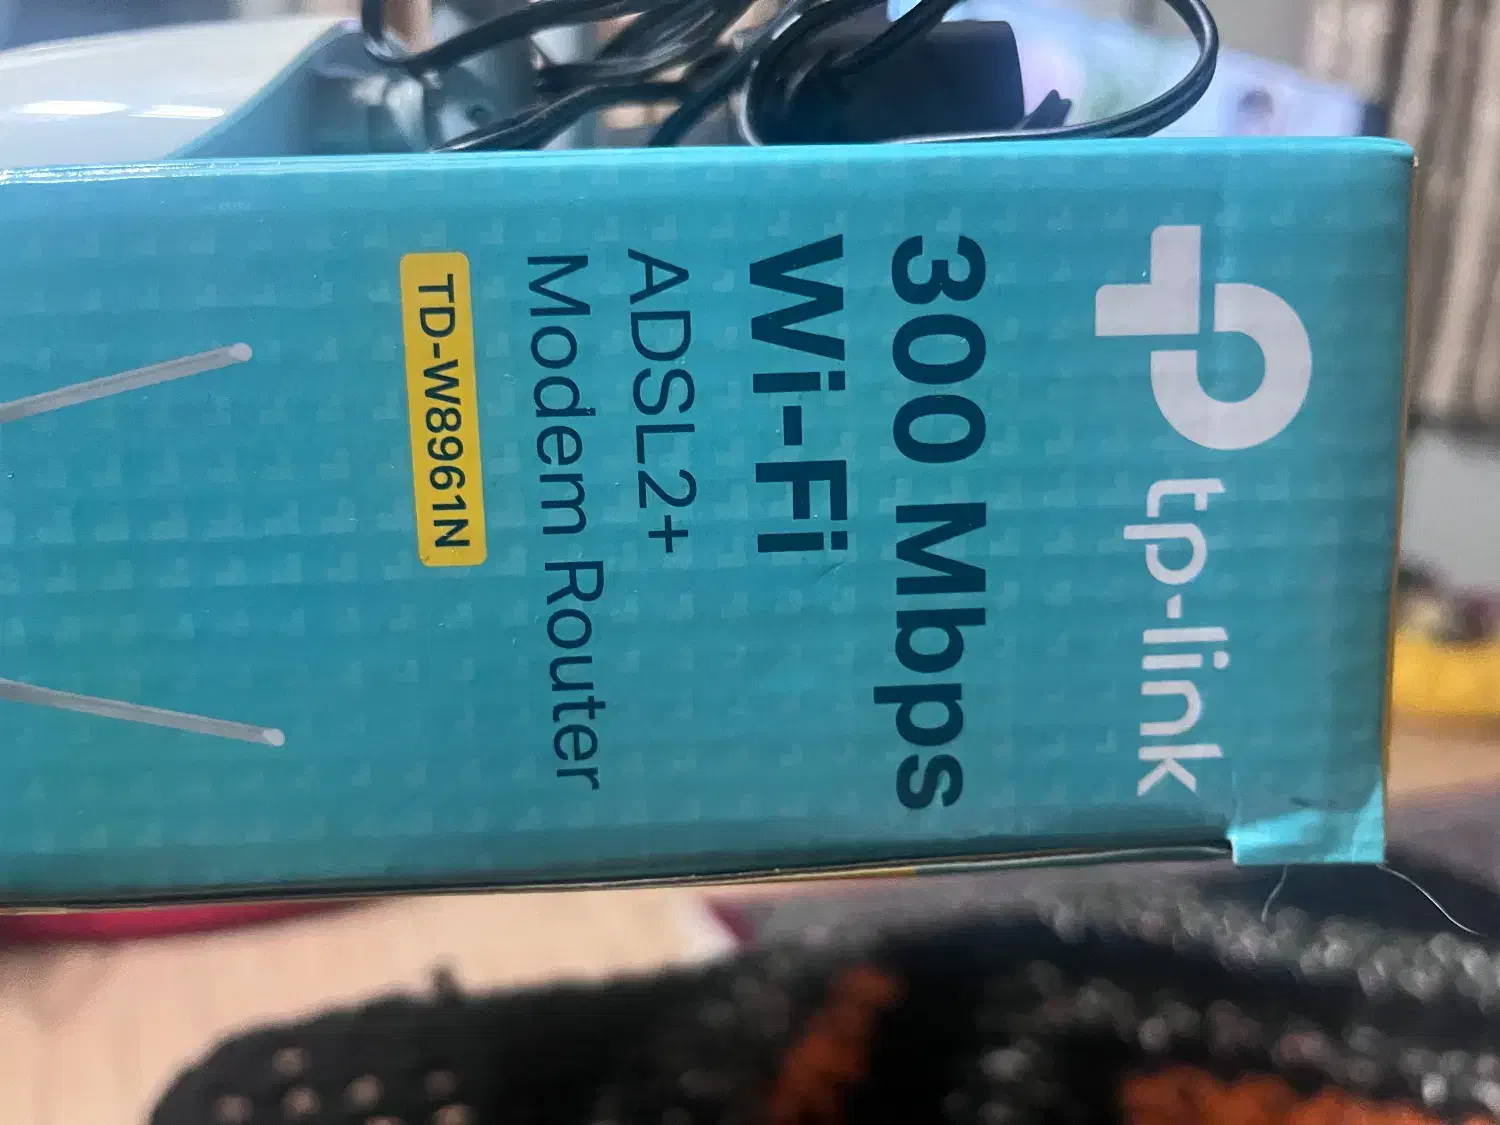 tp-link
300 Mbps
Wi-Fi
ADSL2+
Modem Router
TD-W8961N